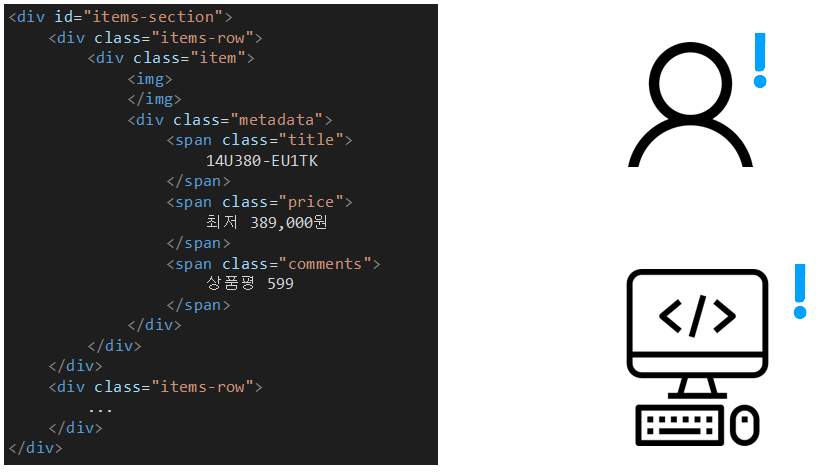 <div id="items-section">
    <div class="items-row">
        <div class="item">
            <img>
            </img>
            <div class="metadata">
                <span class="title">
                    14U380-EU1TK
                </span>
                <span class="price">
                    최저 389,000원
                </span>
                <span class="comments">
                    상품평 599
                </span>
            </div>
        </div>
    </div>
    <div class="items-row">
        ...
    </div>
</div>
!
</>
!